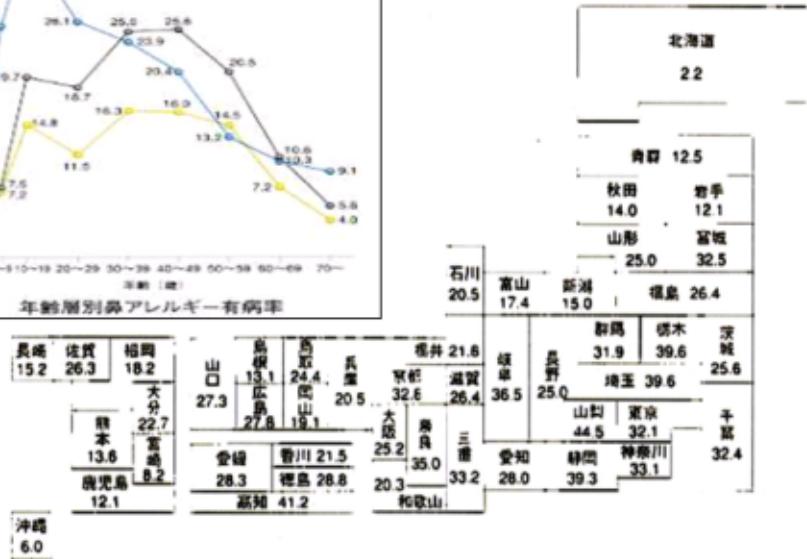 26.1
25.0
25.6
23.9
20.4
20.5
9.7
18.7
16.3
16.0
14.5
14.8
11.5
13.2
10.6
10.3
9.1
7.5
7.2
7.2
5.8
4.0
10~19 20~29 30~39 40~49 50~59 60~69 70~
年齢(歳)
年齢層別鼻アレルギー有病率
北海道
2.2
青森 12.5
秋田 岩手
14.0 12.1
山形 宮城
25.0 32.5
石川 富山 新潟 福島 26.4
20.5 17.4 15.0
福井 21.6
群馬 栃木 茨城
31.9 39.6 25.6
岐阜 長野 埼玉 39.6
36.5 25.0
山梨 東京 千葉
44.5 32.1 32.4
神奈川
33.1
愛知 静岡
28.0 39.3
京都 滋賀
32.6 26.4
大阪 奈良 三重
25.2 35.0 33.2
20.3
和歌山
兵庫
20.5
鳥取
24.4
島根
13.1
岡山
19.1
広島
27.8
山口
27.3
愛媛 香川 21.5
28.3 徳島 28.8
高知 41.2
長崎 佐賀 福岡
15.2 26.3 18.2
大分
22.7
熊本
13.6
宮崎
8.2
鹿児島
12.1
沖縄
6.0